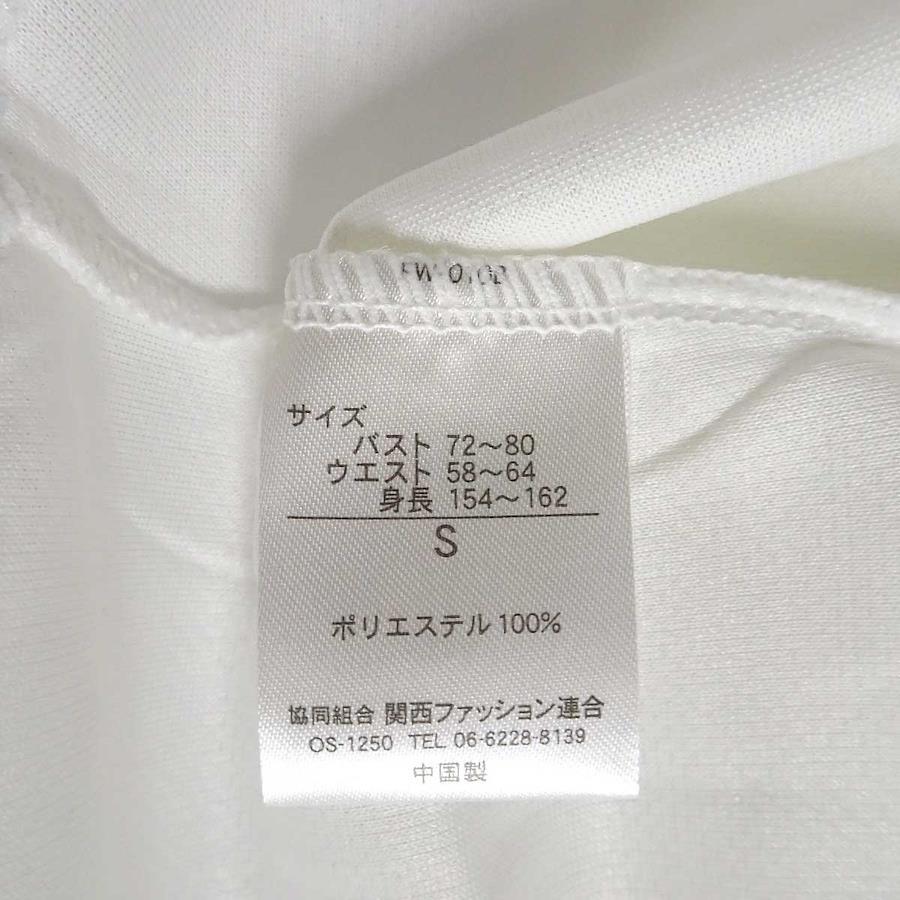 サイズ
バスト 72～80
ウエスト 58～64
身長 154～162
S
ポリエステル 100%
協同組合 関西ファッション連合
OS-1250 TEL 06-6228-8139
中国製